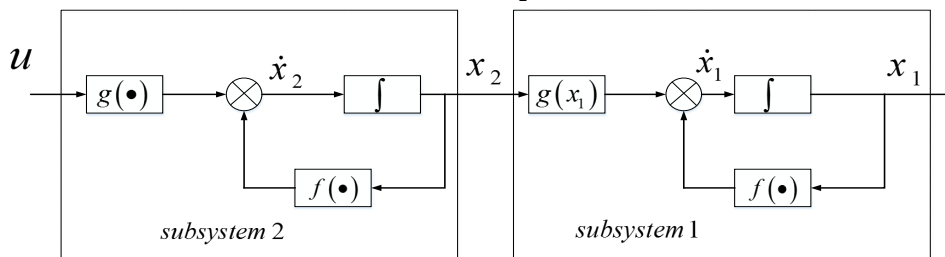 u
g(•)
ẋ₂
∫
x₂
f(•)
subsystem 2
g(x₁)
ẋ₁
∫
x₁
f(•)
subsystem 1